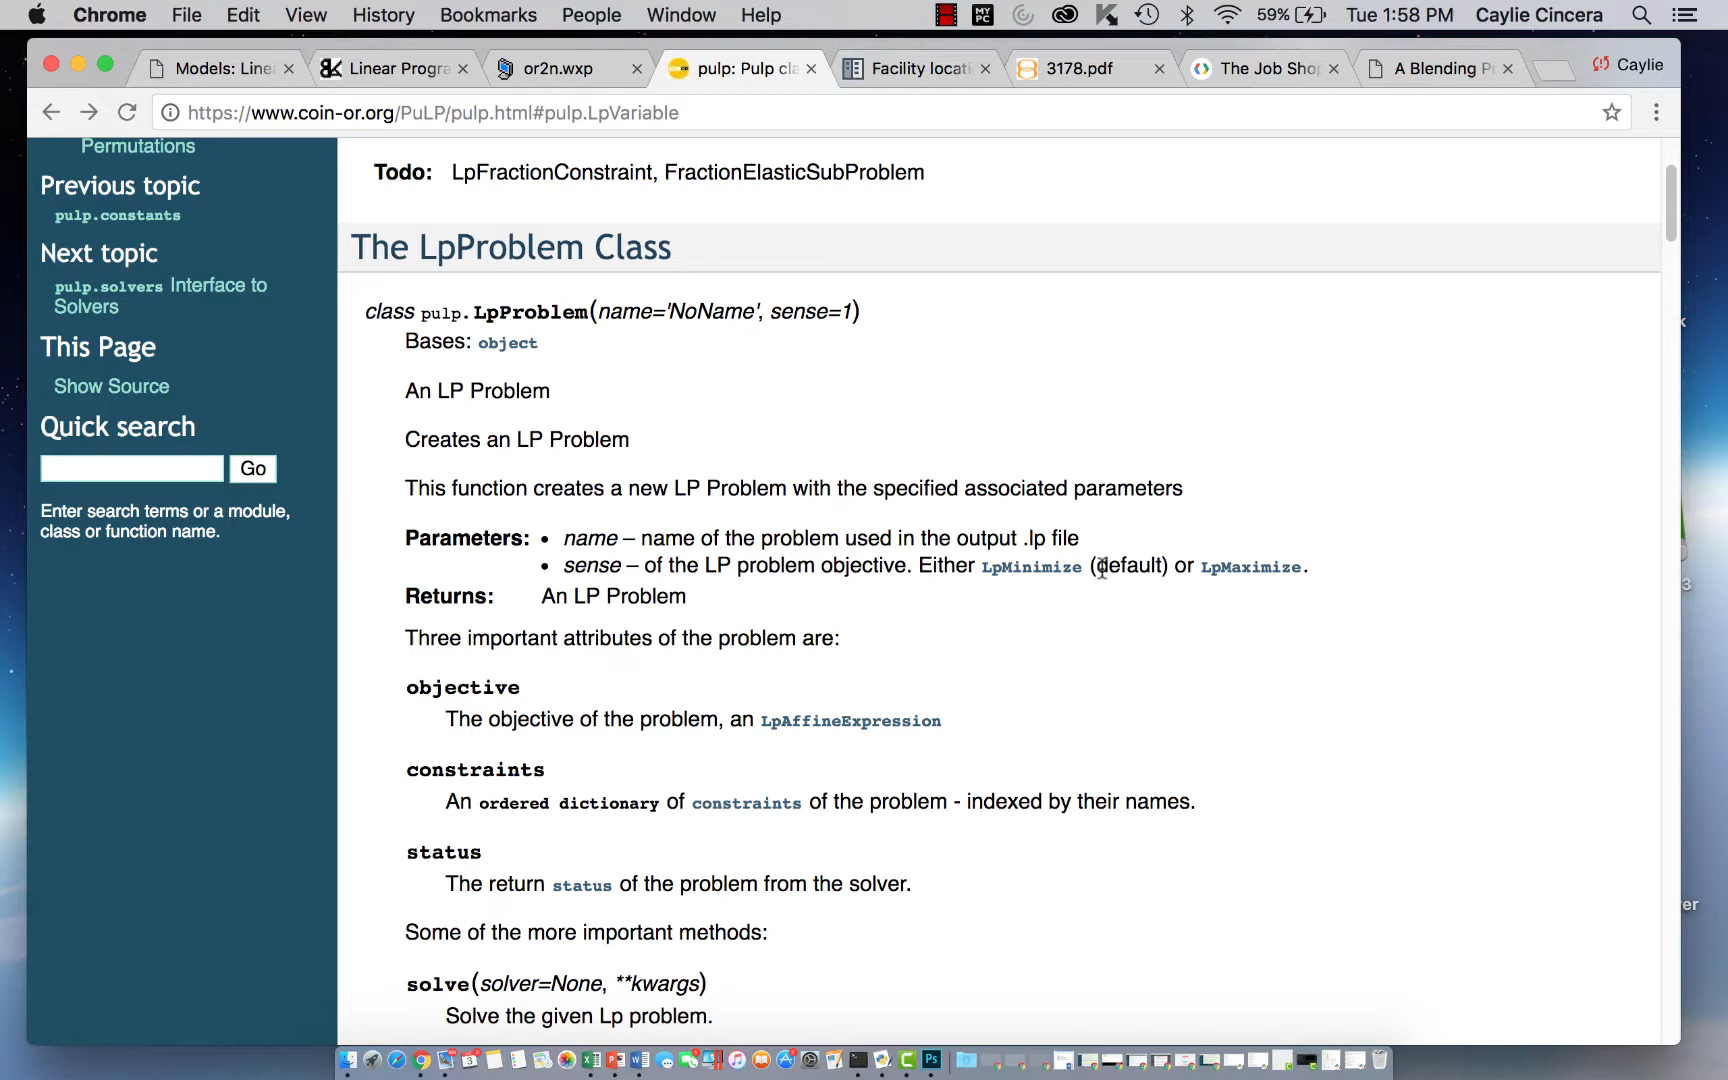 Chrome File Edit View History Bookmarks People Window Help MY PC 59% Tue 1:58 PM Caylie Cincera
Models: Line Linear Progra or2n.wxp pulp: Pulp cla Facility locati 3178.pdf The Job Sho A Blending P Caylie
https://www.coin-or.org/PuLP/pulp.html#pulp.LpVariable
Permutations
Previous topic
pulp.constants
Next topic
pulp.solvers Interface to
Solvers
This Page
Show Source
Quick search
Go
Enter search terms or a module,
class or function name.
Todo: LpFractionConstraint, FractionElasticSubProblem
The LpProblem Class
class pulp.LpProblem(name='NoName', sense=1)
Bases: object
An LP Problem
Creates an LP Problem
This function creates a new LP Problem with the specified associated parameters
Parameters: • name – name of the problem used in the output .lp file
• sense – of the LP problem objective. Either LpMinimize (default) or LpMaximize.
Returns: An LP Problem
Three important attributes of the problem are:
objective
The objective of the problem, an LpAffineExpression
constraints
An ordered dictionary of constraints of the problem - indexed by their names.
status
The return status of the problem from the solver.
Some of the more important methods:
solve(solver=None, **kwargs)
Solve the given Lp problem.